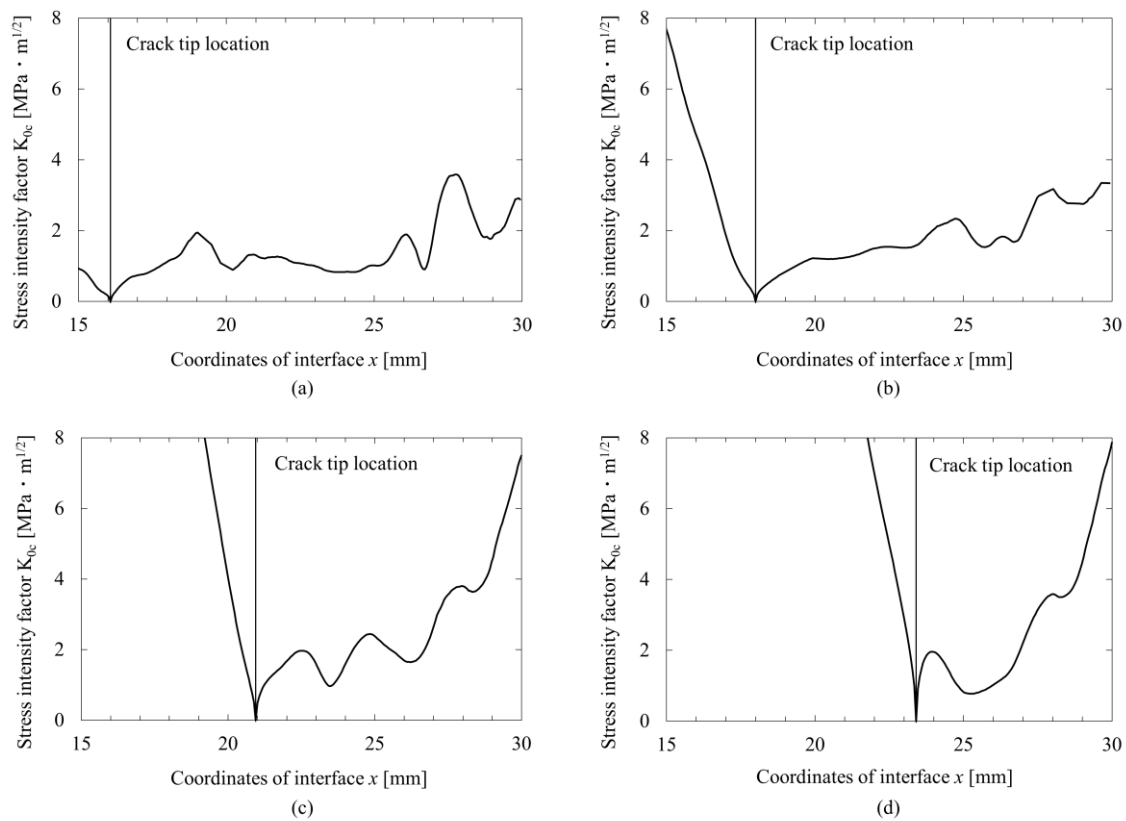 Stress intensity factor K0c [MPa・m1/2]
8
6
4
2
0
Crack tip location
15
20
25
30
Coordinates of interface x [mm]
(a)
Stress intensity factor K0c [MPa・m1/2]
8
6
4
2
0
Crack tip location
15
20
25
30
Coordinates of interface x [mm]
(b)
Stress intensity factor K0c [MPa・m1/2]
8
6
4
2
0
Crack tip location
15
20
25
30
Coordinates of interface x [mm]
(c)
Stress intensity factor K0c [MPa・m1/2]
8
6
4
2
0
Crack tip location
15
20
25
30
Coordinates of interface x [mm]
(d)